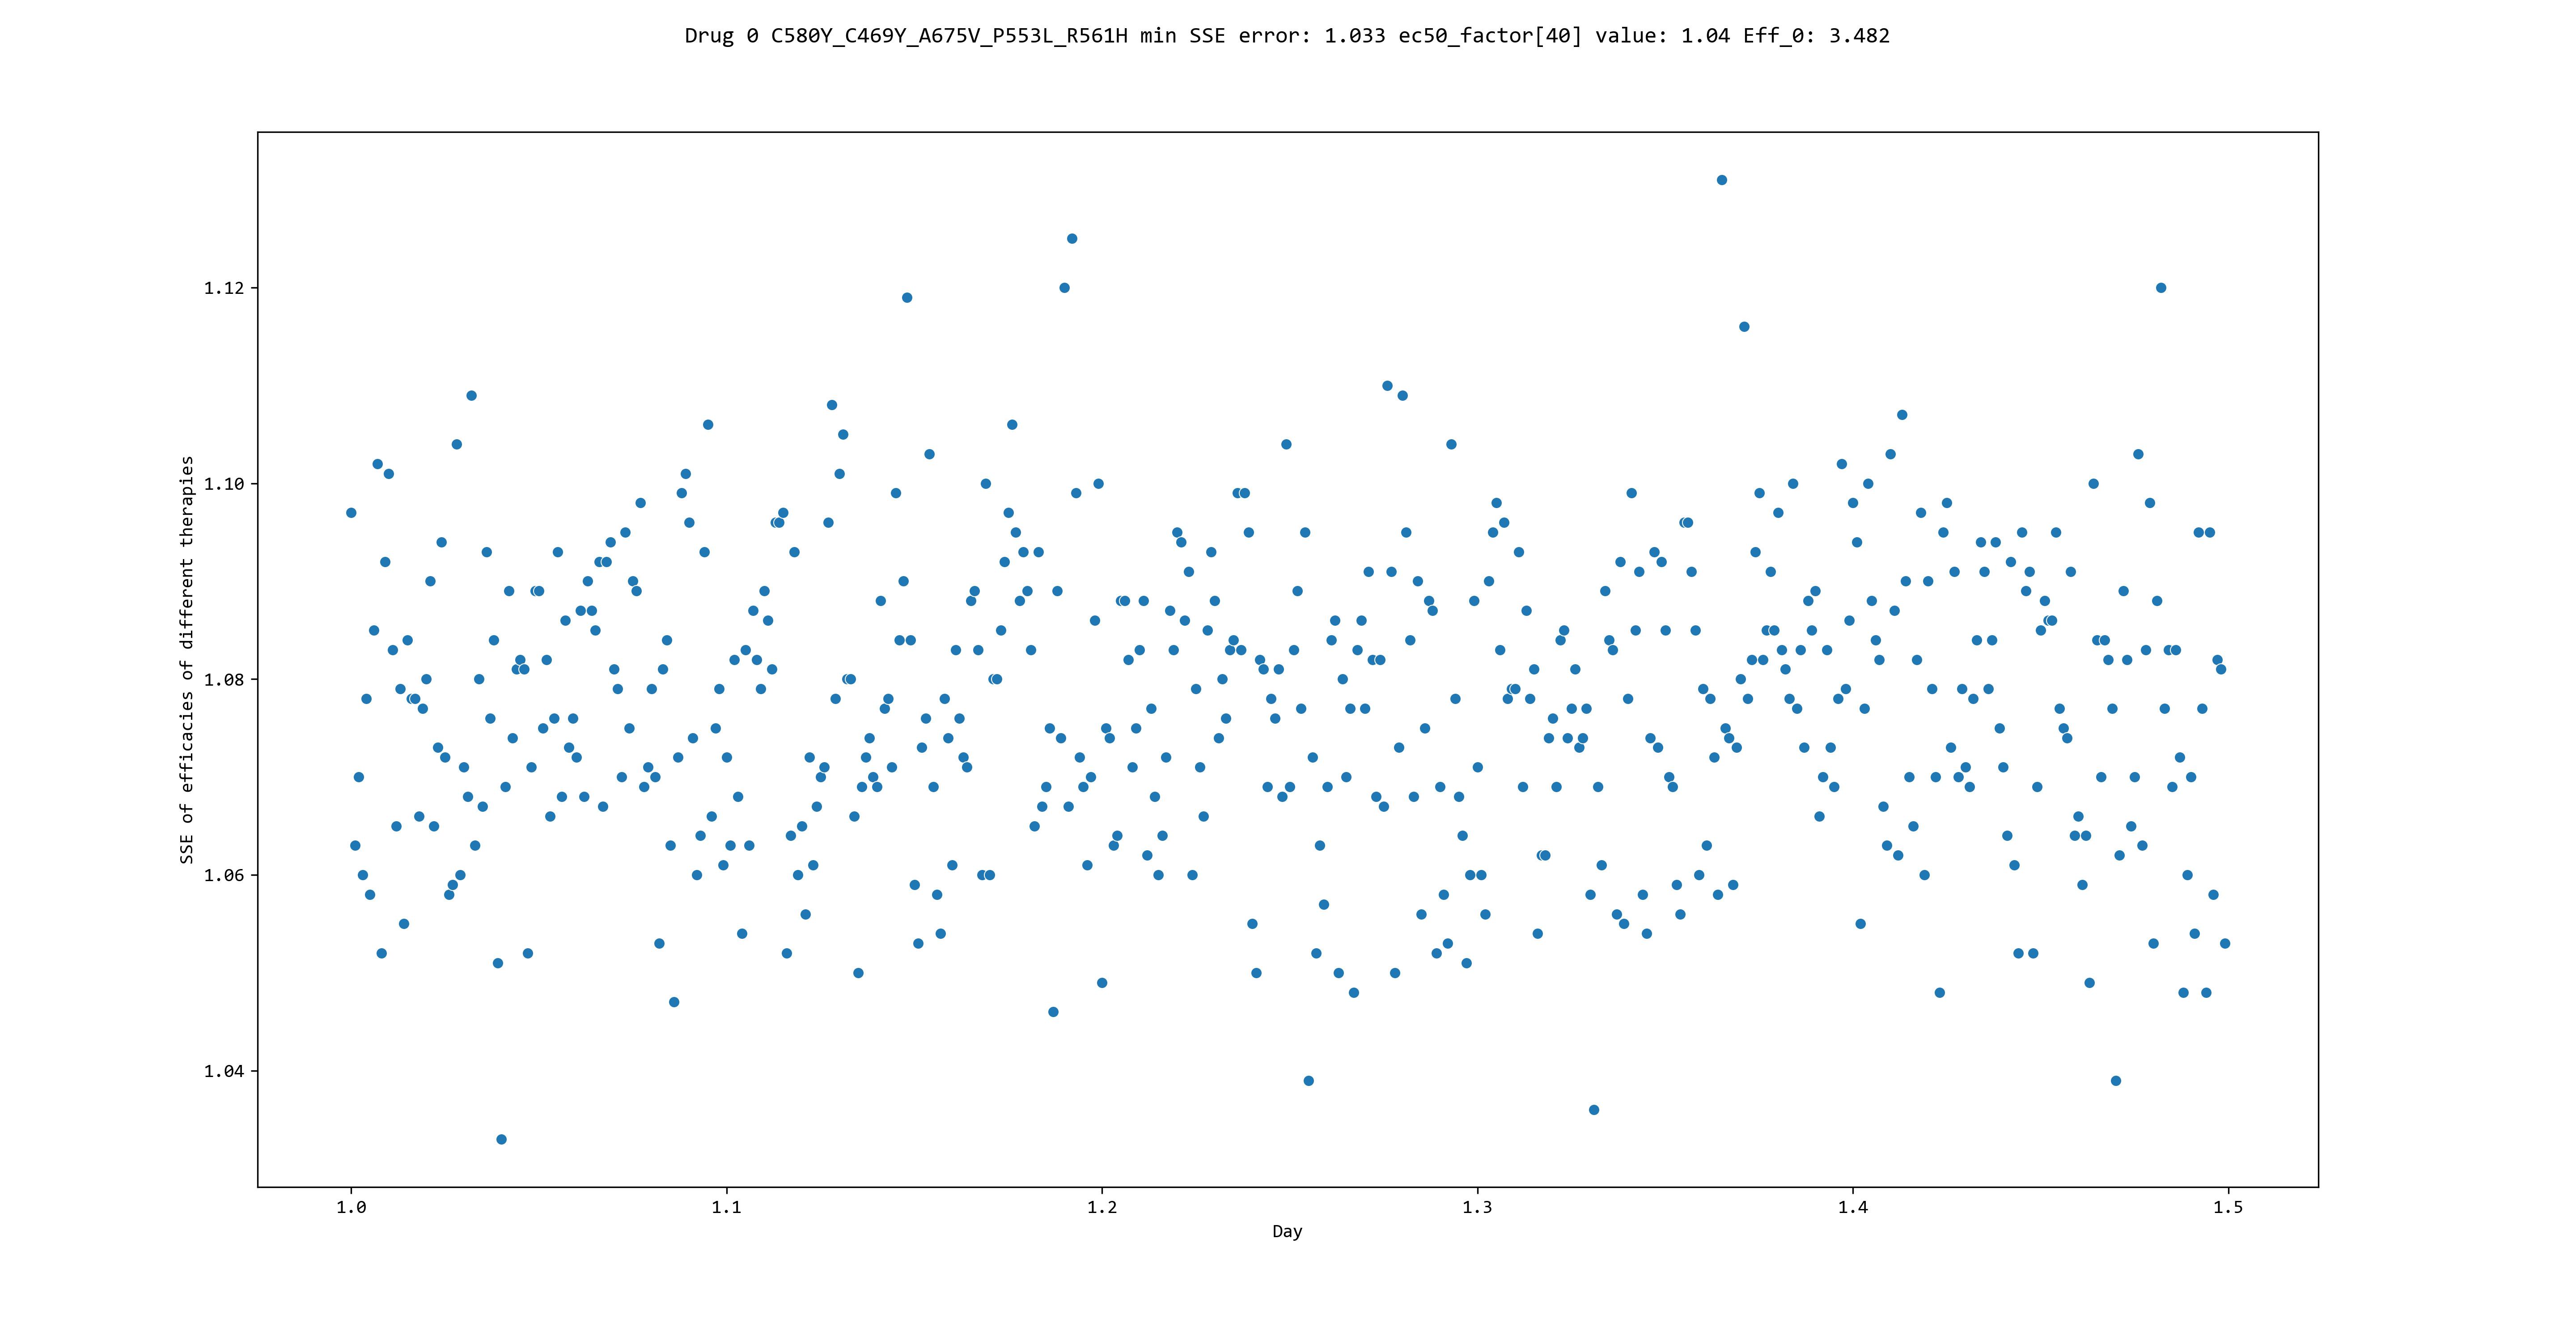 Drug 0 C580Y_C469Y_A675V_P553L_R561H min SSE error: 1.033 ec50_factor[40] value: 1.04 Eff_0: 3.482
SSE of efficacies of different therapies
1.12
1.10
1.08
1.06
1.04
1.0 1.1 1.2 1.3 1.4 1.5
Day